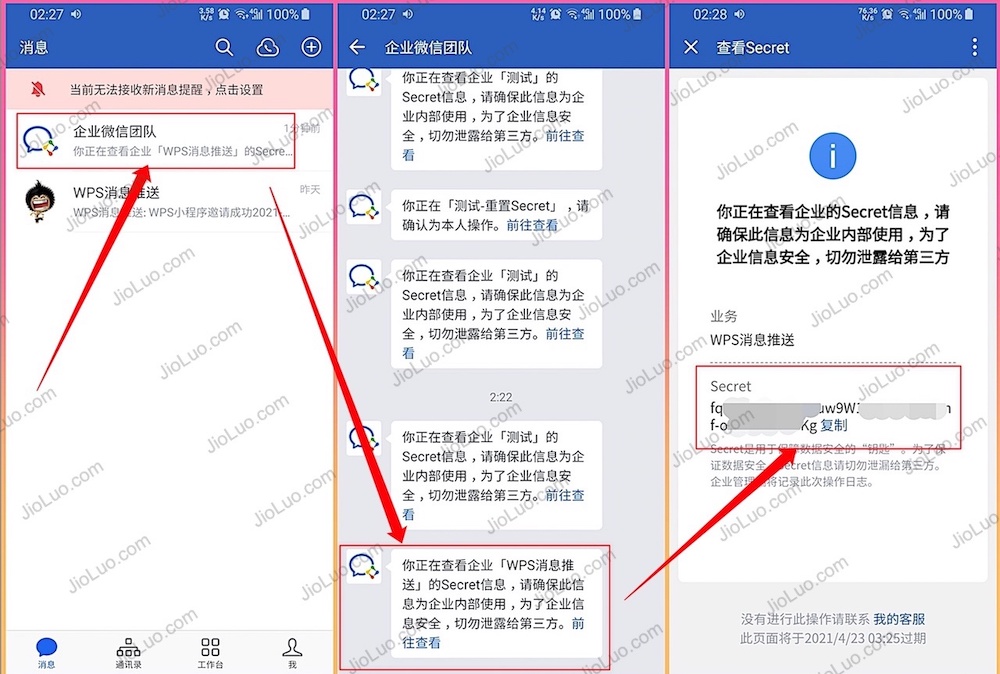 02:27
3.58 K/s 4G 100%
消息
当前无法接收新消息提醒，点击设置
企业微信团队
1分钟前
你正在查看企业「WPS消息推送」的Secre...
WPS消息推送
昨天
WPS消息推送: WPS小程序邀请成功2021-...
消息
通讯录
工作台
我
02:27
4.14 K/s 4G 100%
企业微信团队
你正在查看企业「测试」的
Secret信息，请确保此信息为企
业内部使用，为了企业信息安
全，切勿泄露给第三方。前往查
看
你正在「测试-重置Secret」，请
确认为本人操作。前往查看
你正在查看企业「测试」的
Secret信息，请确保此信息为企
业内部使用，为了企业信息安
全，切勿泄露给第三方。前往查
看
2:22
你正在查看企业「测试」的
Secret信息，请确保此信息为企
业内部使用，为了企业信息安
全，切勿泄露给第三方。前往查
看
你正在查看企业「WPS消息推
送」的Secret信息，请确保此信
息为企业内部使用，为了企业信
息安全，切勿泄露给第三方。前
往查看
02:28
76.36 K/s 4G 100%
查看Secret
你正在查看企业的Secret信息，请
确保此信息为企业内部使用，为了
企业信息安全，切勿泄露给第三方
业务
WPS消息推送
Secret
fq uw9W
f-o Kg 复制
Secret是用于保障数据安全的“钥匙”。为了保
证数据安全，Secret信息请切勿泄漏给第三方。
企业管理 将记录此次操作日志。
没有进行此操作请联系 我的客服
此页面将于2021/4/23 03:25过期
JioLuo.com